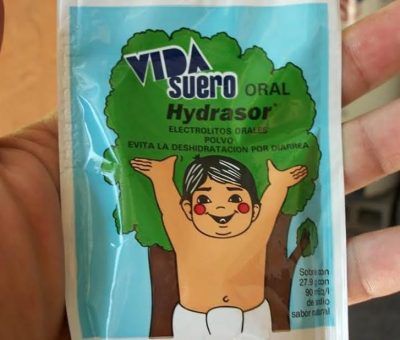 VIDA
suero ORAL
Hydrasor
ELECTROLITOS ORALES
POLVO
EVITA LA DESHIDRATACION POR DIARREA
Sobre con
27.9 g con
90 mEq/l
de sodio
sabor natural